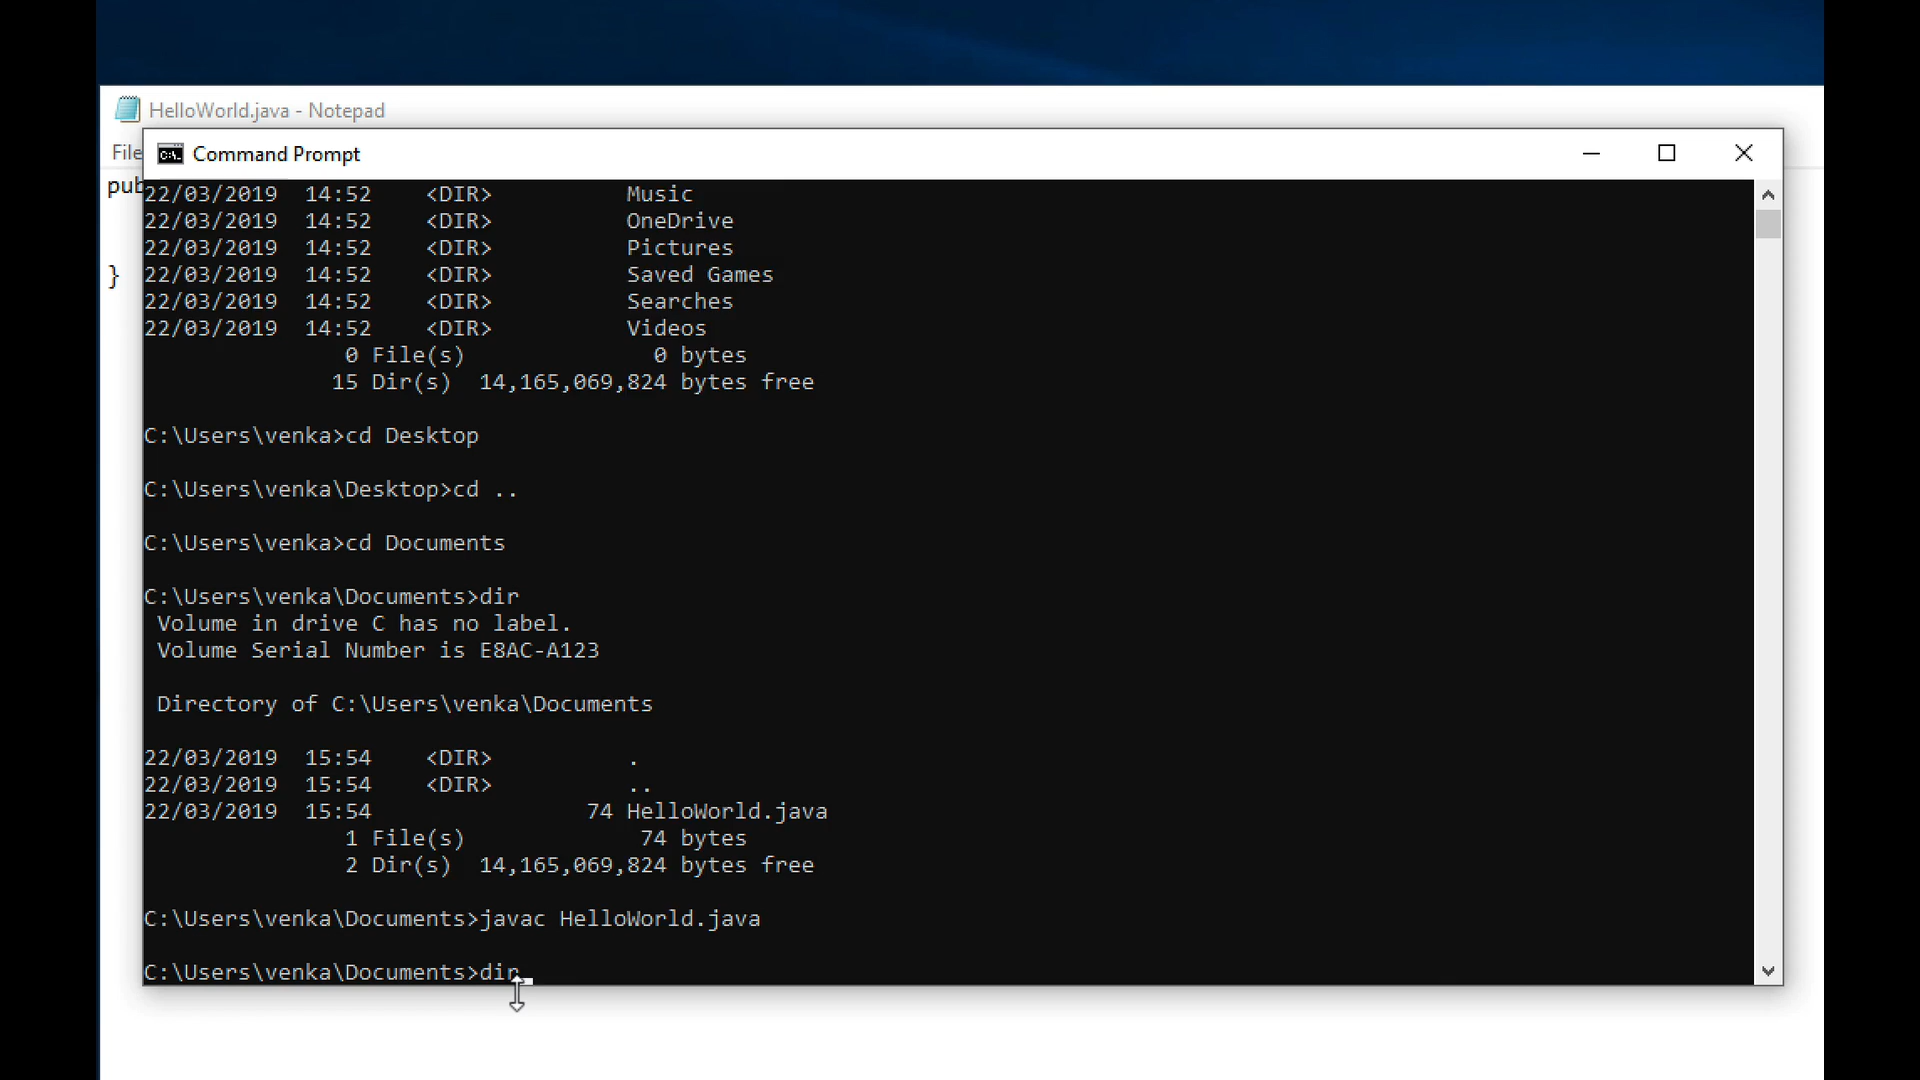 HelloWorld.java - Notepad
File
Command Prompt
pub
22/03/2019  14:52    <DIR>          Music
22/03/2019  14:52    <DIR>          OneDrive
22/03/2019  14:52    <DIR>          Pictures
}
22/03/2019  14:52    <DIR>          Saved Games
22/03/2019  14:52    <DIR>          Searches
22/03/2019  14:52    <DIR>          Videos
0 File(s)              0 bytes
15 Dir(s)  14,165,069,824 bytes free
C:\Users\venka>cd Desktop
C:\Users\venka\Desktop>cd ..
C:\Users\venka>cd Documents
C:\Users\venka\Documents>dir
Volume in drive C has no label.
Volume Serial Number is E8AC-A123
Directory of C:\Users\venka\Documents
22/03/2019  15:54    <DIR>          .
22/03/2019  15:54    <DIR>          ..
22/03/2019  15:54                74 HelloWorld.java
1 File(s)             74 bytes
2 Dir(s)  14,165,069,824 bytes free
C:\Users\venka\Documents>javac HelloWorld.java
C:\Users\venka\Documents>dir